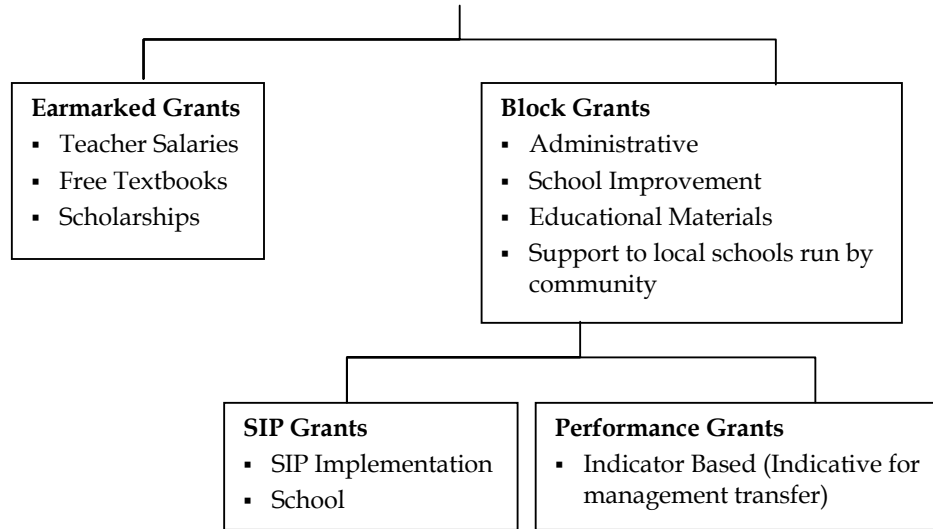 Earmarked Grants
▪ Teacher Salaries
▪ Free Textbooks
▪ Scholarships
Block Grants
▪ Administrative
▪ School Improvement
▪ Educational Materials
▪ Support to local schools run by
community
SIP Grants
▪ SIP Implementation
▪ School
Performance Grants
▪ Indicator Based (Indicative for
management transfer)